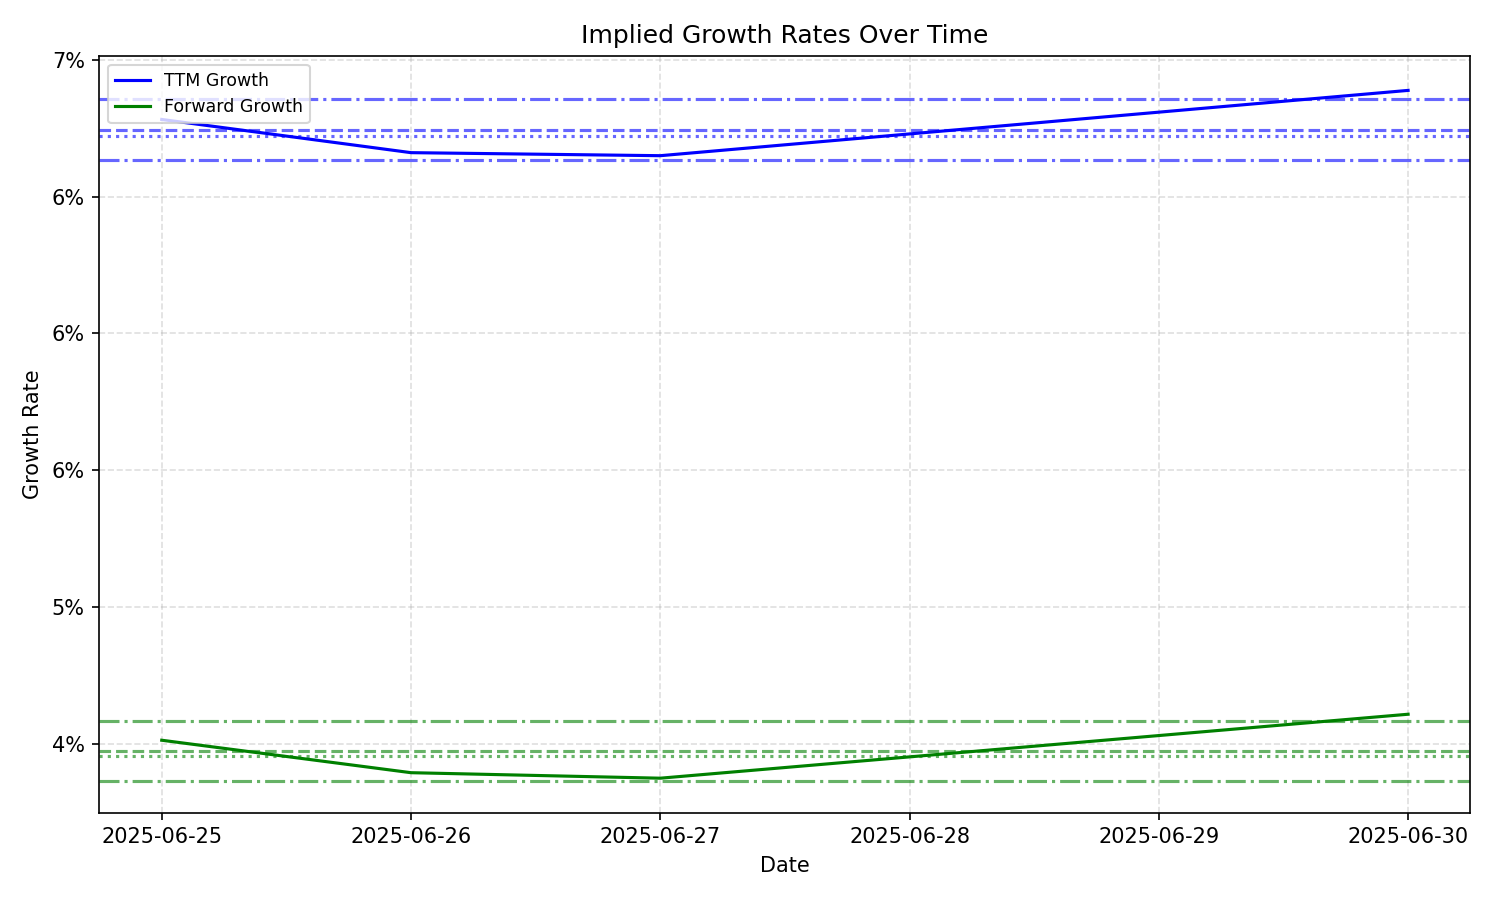 Implied Growth Rates Over Time
TTM Growth
Forward Growth
Growth Rate
7%
6%
6%
6%
5%
4%
2025-06-25
2025-06-26
2025-06-27
2025-06-28
2025-06-29
2025-06-30
Date